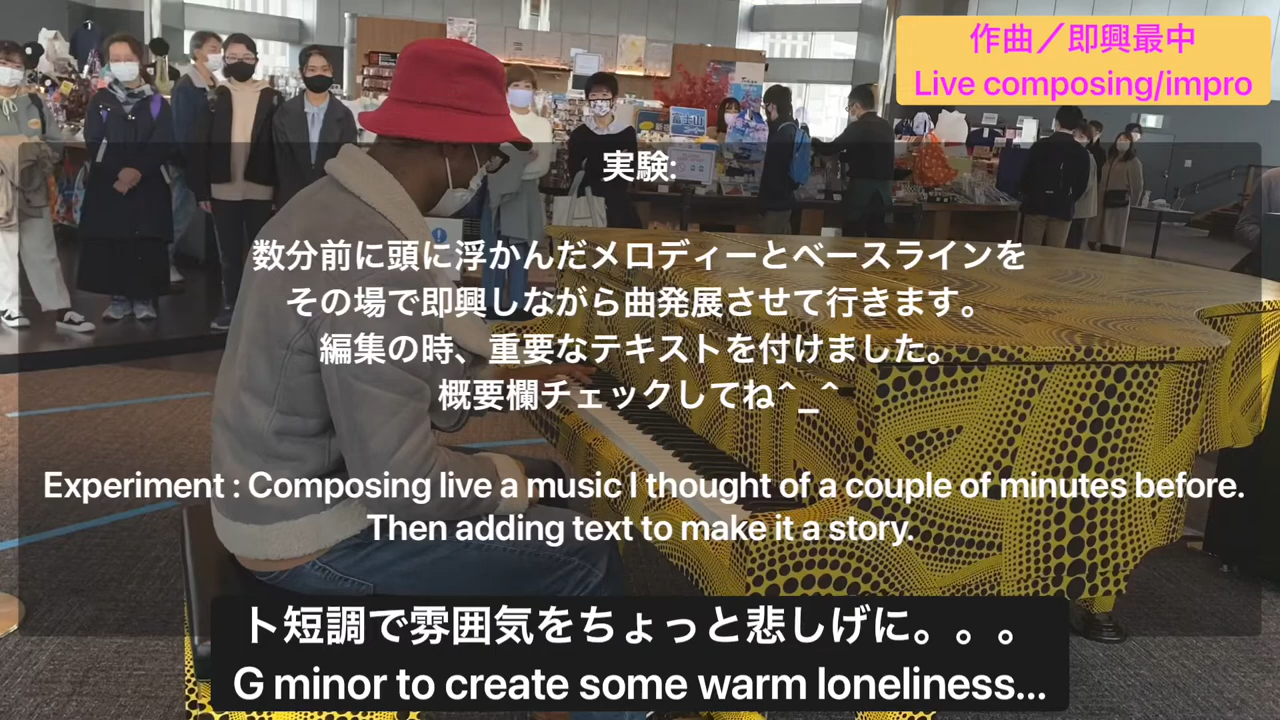 作曲／即興最中
Live composing/impro
富士山
実験:
数分前に頭に浮かんだメロディーとベースラインを
その場で即興しながら曲発展させて行きます。
編集の時、重要なテキストを付けました。
概要欄チェックしてね^_^
Experiment : Composing live a music I thought of a couple of minutes before.
Then adding text to make it a story.
ト短調で雰囲気をちょっと悲しげに。。。
G minor to create some warm loneliness...